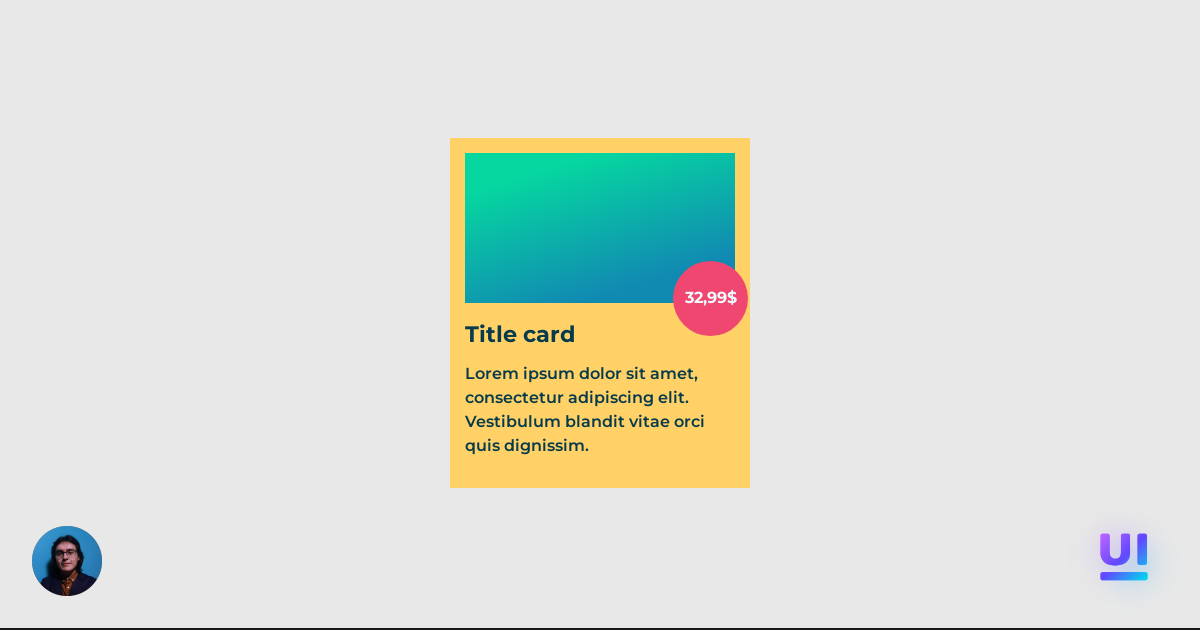 32,99$
Title card
Lorem ipsum dolor sit amet,
consectetur adipiscing elit.
Vestibulum blandit vitae orci
quis dignissim.
UI